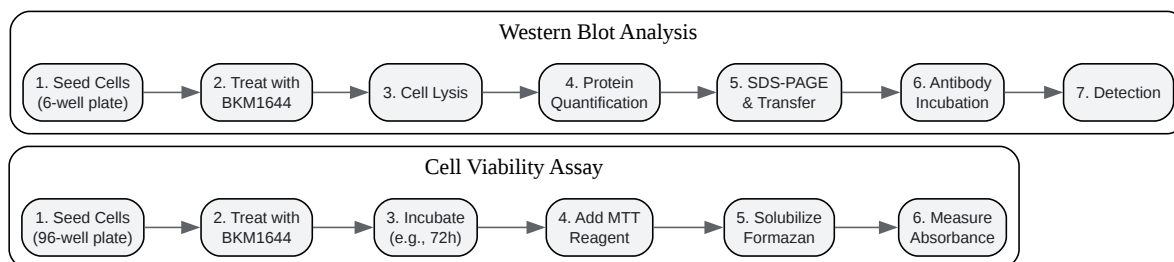 Western Blot Analysis
1. Seed Cells
(6-well plate)
2. Treat with
BKM1644
3. Cell Lysis
4. Protein
Quantification
5. SDS-PAGE
& Transfer
6. Antibody
Incubation
7. Detection
Cell Viability Assay
1. Seed Cells
(96-well plate)
2. Treat with
BKM1644
3. Incubate
(e.g., 72h)
4. Add MTT
Reagent
5. Solubilize
Formazan
6. Measure
Absorbance